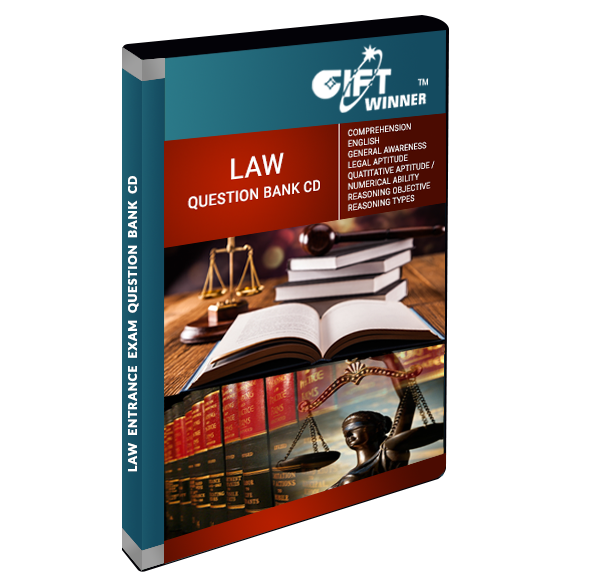 GIFT
WINNER
TM
LAW
QUESTION BANK CD
COMPREHENSION
ENGLISH
GENERAL AWARENESS
LEGAL APTITUDE
QUATITATIVE APTITUDE /
NUMERICAL ABILITY
REASONING OBJECTIVE
REASONING TYPES
LAW ENTRANCE EXAM QUESTION BANK CD